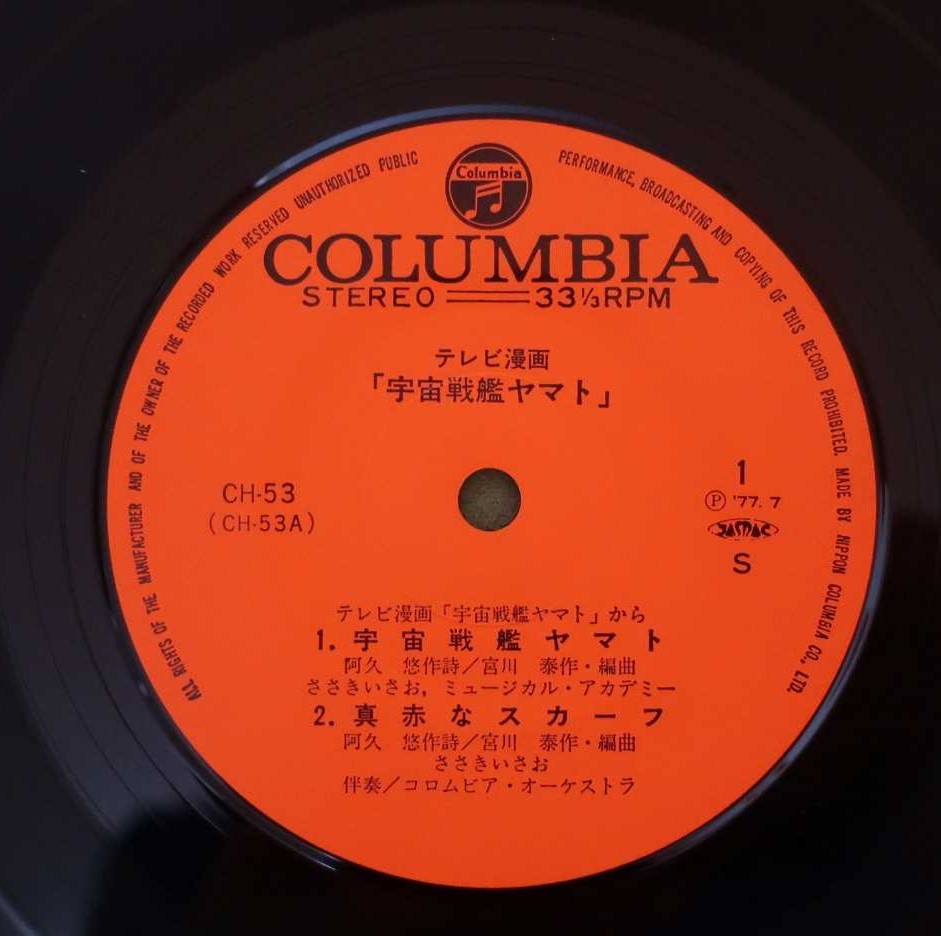 ALL RIGHTS OF THE MANUFACTURER AND OF THE OWNER OF THE RECORDED WORK RESERVED UNAUTHORIZED PUBLIC PERFORMANCE, BROADCASTING AND COPYING OF THIS RECORD PROHIBITED. MADE BY NIPPON COLUMBIA CO., LTD.
Columbia
COLUMBIA
STEREO 33⅓RPM
テレビ漫画
「宇宙戦艦ヤマト」
CH-53
(CH-53A)
1
Ⓟ '77. 7
JASRAC
S
テレビ漫画「宇宙戦艦ヤマト」から
1. 宇宙戦艦ヤマト
阿久 悠作詩/宮川 泰作・編曲
ささきいさお, ミュージカル・アカデミー
2. 真赤なスカーフ
阿久 悠作詩/宮川 泰作・編曲
ささきいさお
伴奏/コロムビア・オーケストラ